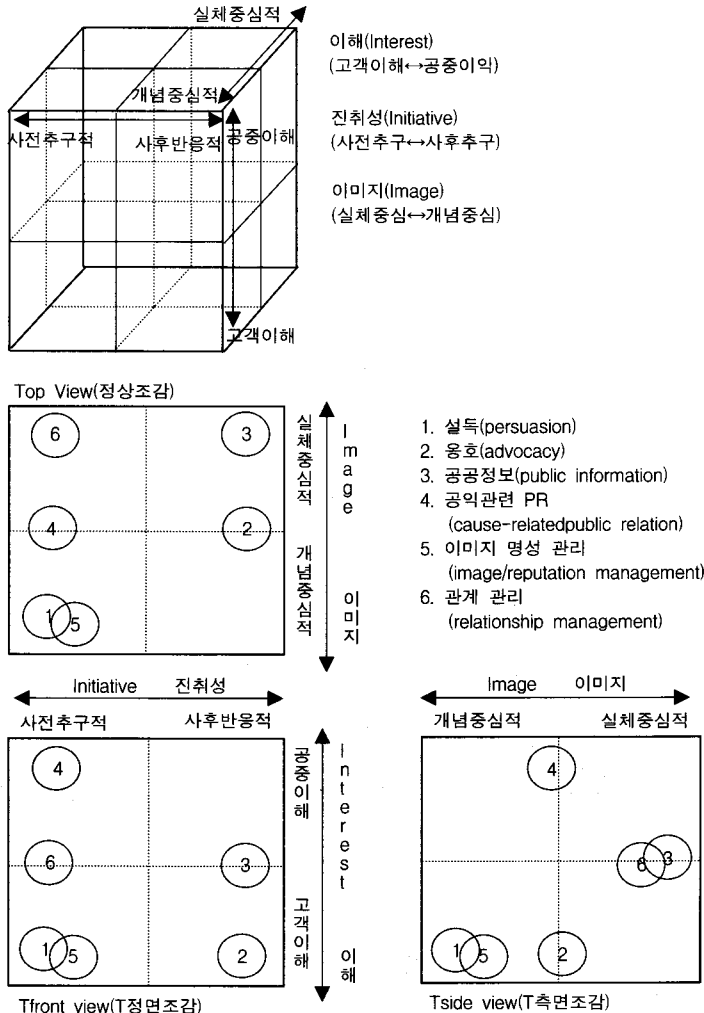 실체중심적
이해(Interest)
(고객이해↔공중이익)
개념중심적
진취성(Initiative)
사전추구적 사후반응적 공중이해
(사전추구↔사후추구)
이미지(Image)
(실체중심↔개념중심)
고객이해
Top View(정상조감)
6 3
실체중심적
Image
4 2
개념중심적
이미지
1 5
1. 설득(persuasion)
2. 옹호(advocacy)
3. 공공정보(public information)
4. 공익관련 PR
(cause-relatedpublic relation)
5. 이미지 명성 관리
(image/reputation management)
6. 관계 관리
(relationship management)
Initiative 진취성
사전추구적 사후반응적
4
공중이해
Interest
6 3
고객이해
이해
1 5 2
Tfront view(T정면조감)
Image 이미지
개념중심적 실체중심적
4
6 3
1 5 2
Tside view(T측면조감)